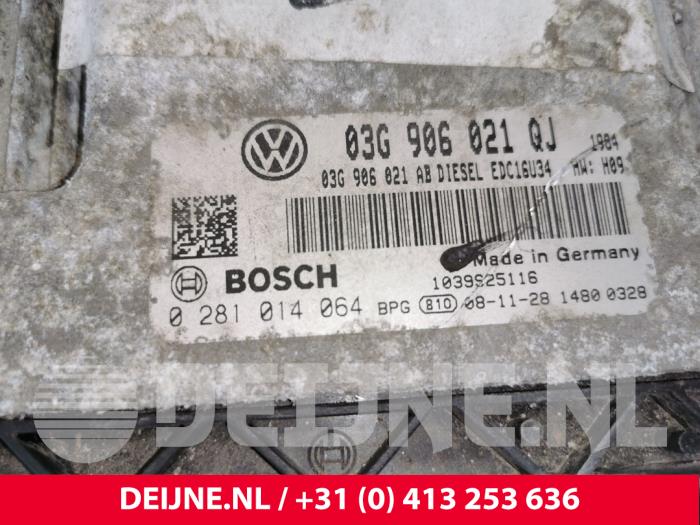 03G 906 021 QJ 1984
03G 906 021 AB DIESEL EDC16U34 HW: H09
Made in Germany
BOSCH
1039S25116
0 281 014 064 BPG 810 08-11-28 1480 0328
DEIJNE.NL
DEIJNE.NL / +31 (0) 413 253 636